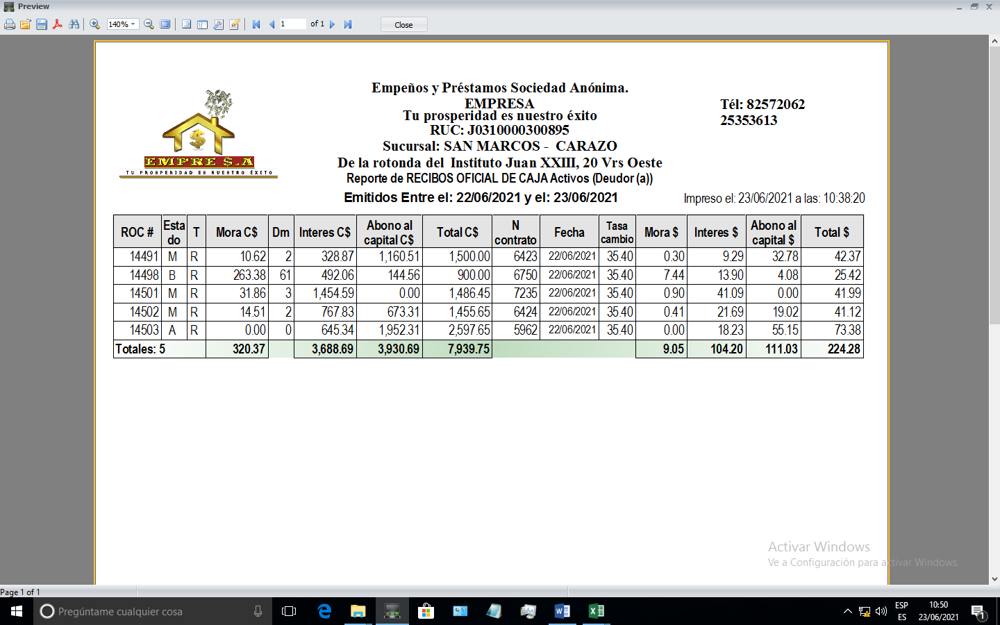 Preview
140%
1 of 1
Close
Empeños y Préstamos Sociedad Anónima.
EMPRESA
Tu prosperidad es nuestro éxito
RUC: J0310000300895
Sucursal: SAN MARCOS - CARAZO
De la rotonda del Instituto Juan XXIII, 20 Vrs Oeste
Reporte de RECIBOS OFICIAL DE CAJA Activos (Deudor (a))
Emitidos Entre el: 22/06/2021 y el: 23/06/2021
Tél: 82572062
25353613
Impreso el: 23/06/2021 a las: 10:38:20
EMPRE S.A
TU PROSPERIDAD ES NUESTRO ÉXITO
ROC # Estado T Mora C$ Dm Interes C$ Abono al capital C$ Total C$ N contrato Fecha Tasa cambio Mora $ Interes $ Abono al capital $ Total $
14491 M R 10.62 2 328.87 1,160.51 1,500.00 6423 22/06/2021 35.40 0.30 9.29 32.78 42.37
14498 B R 263.38 61 492.06 144.56 900.00 6750 22/06/2021 35.40 7.44 13.90 4.08 25.42
14501 M R 31.86 3 1,454.59 0.00 1,486.45 7235 22/06/2021 35.40 0.90 41.09 0.00 41.99
14502 M R 14.51 2 767.83 673.31 1,455.65 6424 22/06/2021 35.40 0.41 21.69 19.02 41.12
14503 A R 0.00 0 645.34 1,952.31 2,597.65 5962 22/06/2021 35.40 0.00 18.23 55.15 73.38
Totales: 5 320.37 3,688.69 3,930.69 7,939.75 9.05 104.20 111.03 224.28
Activar Windows
Ve a Configuración para activar Windows.
Page 1 of 1
Pregúntame cualquier cosa
ESP
ES
10:50
23/06/2021
1